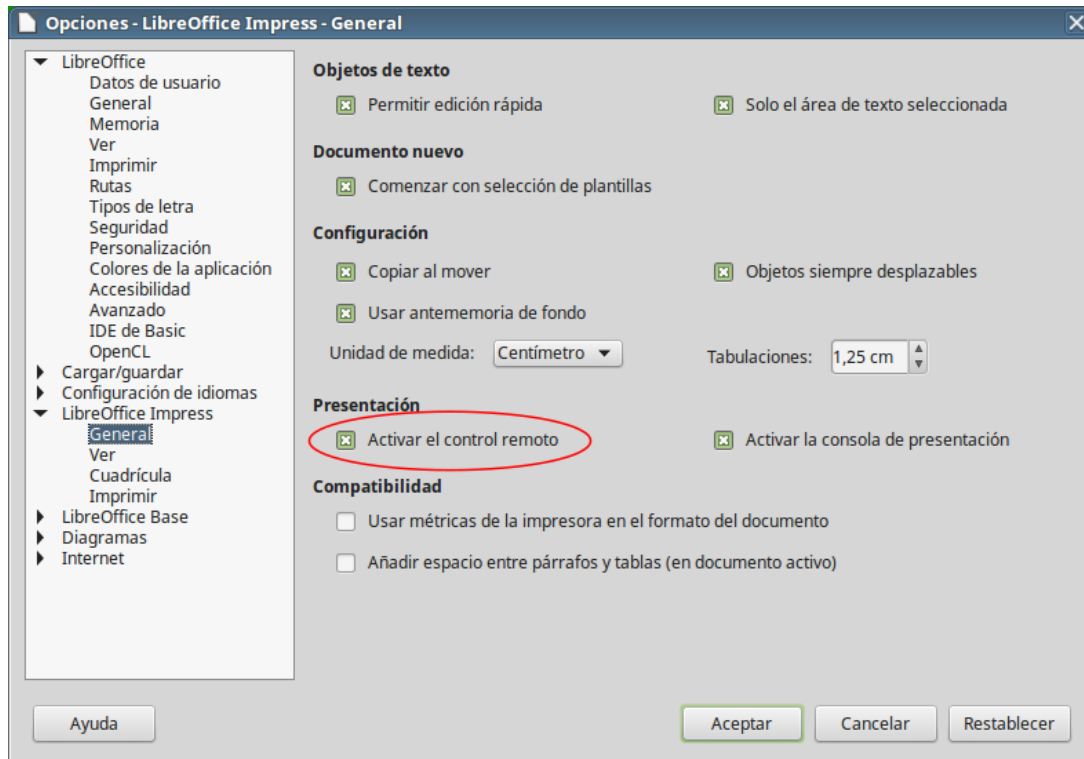 Opciones - LibreOffice Impress - General
LibreOffice
Datos de usuario
General
Memoria
Ver
Imprimir
Rutas
Tipos de letra
Seguridad
Personalización
Colores de la aplicación
Accesibilidad
Avanzado
IDE de Basic
OpenCL
Cargar/guardar
Configuración de idiomas
LibreOffice Impress
General
Ver
Cuadrícula
Imprimir
LibreOffice Base
Diagramas
Internet
Objetos de texto
Permitir edición rápida
Solo el área de texto seleccionada
Documento nuevo
Comenzar con selección de plantillas
Configuración
Copiar al mover
Objetos siempre desplazables
Usar antememoria de fondo
Unidad de medida: Centímetro
Tabulaciones: 1,25 cm
Presentación
Activar el control remoto
Activar la consola de presentación
Compatibilidad
Usar métricas de la impresora en el formato del documento
Añadir espacio entre párrafos y tablas (en documento activo)
Ayuda
Aceptar
Cancelar
Restablecer